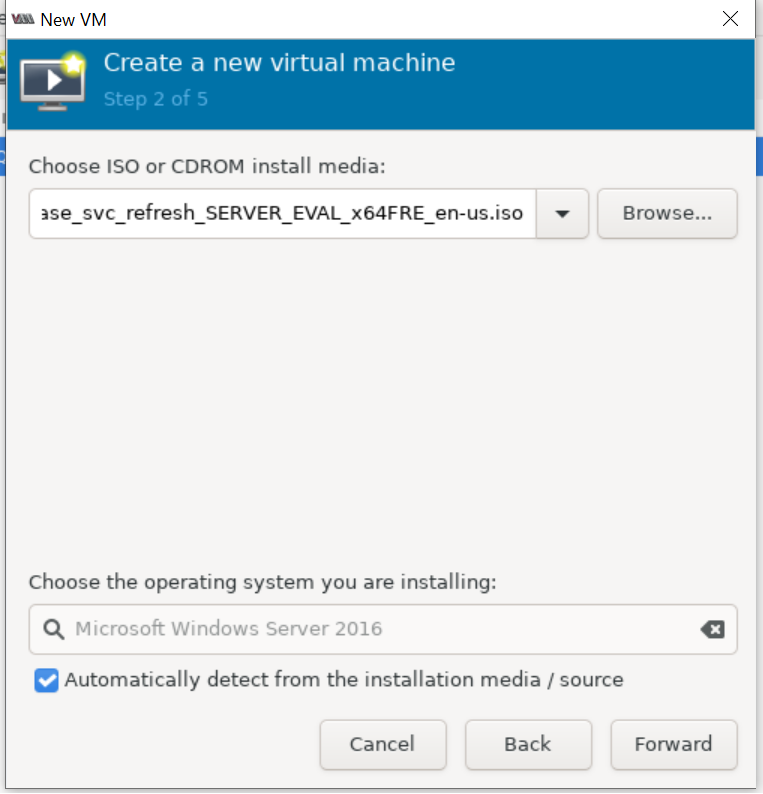 New VM
Create a new virtual machine
Step 2 of 5
Choose ISO or CDROM install media:
ase_svc_refresh_SERVER_EVAL_x64FRE_en-us.iso
Browse...
Choose the operating system you are installing:
Microsoft Windows Server 2016
Automatically detect from the installation media / source
Cancel
Back
Forward